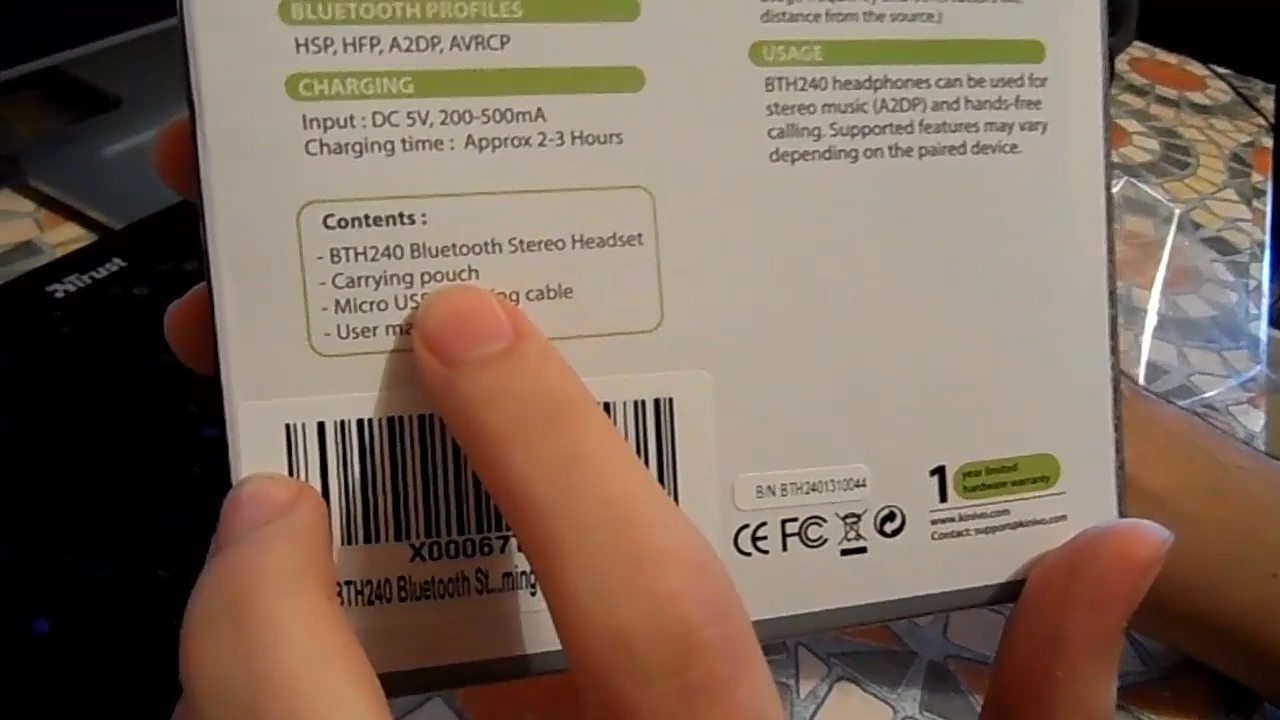 BLUETOOTH PROFILES
HSP, HFP, A2DP, AVRCP
CHARGING
Input : DC 5V, 200-500mA
Charging time : Approx 2-3 Hours
Contents :
- BTH240 Bluetooth Stereo Headset
- Carrying pouch
- Micro cable
- User
X00067
BTH240 Bluetooth St...ming
distance from the source.)
USAGE
BTH240 headphones can be used for
stereo music (A2DP) and hands-free
calling. Supported features may vary
depending on the paired device.
B/N BTH2401310044
CE FC
1 year limited
hardware warranty
www.kinivo.com
Contact: support@kinivo.com
Trust